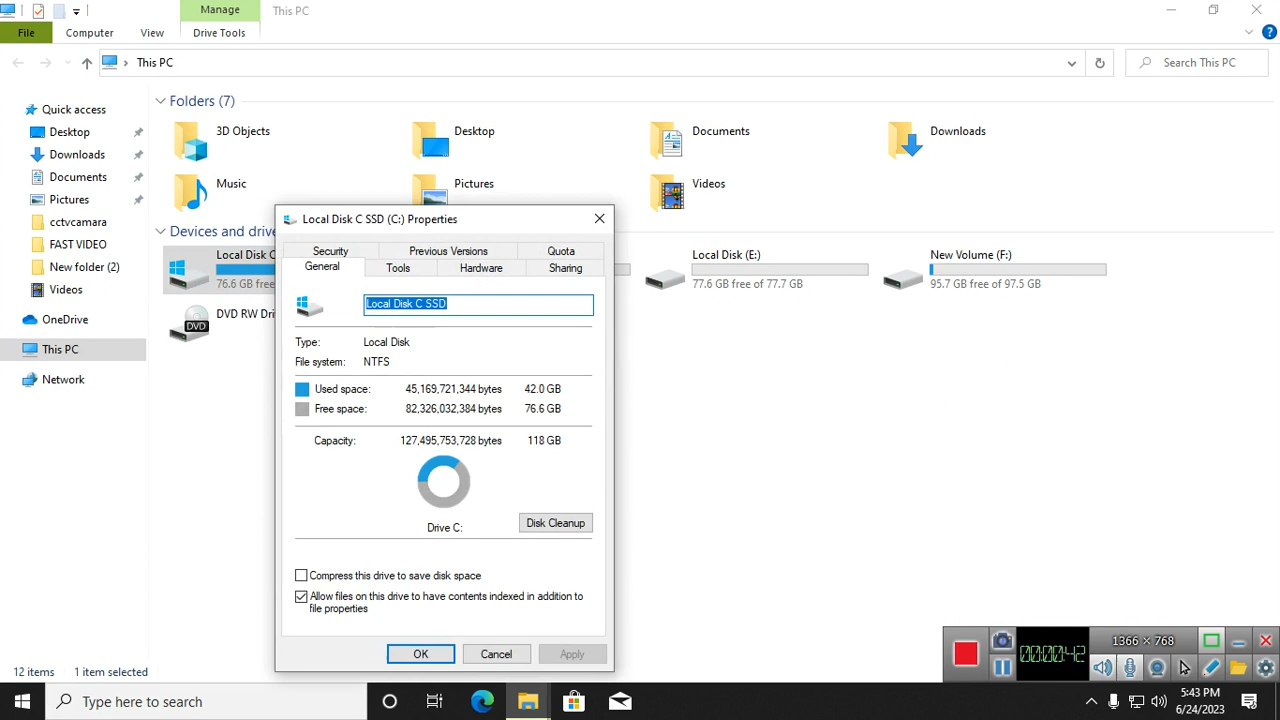 Manage
This PC
File
Computer
View
Drive Tools
This PC
Search This PC
Quick access
Desktop
Downloads
Documents
Pictures
cctvcamara
FAST VIDEO
New folder (2)
Videos
OneDrive
This PC
Network
Folders (7)
3D Objects
Desktop
Documents
Downloads
Music
Pictures
Videos
Devices and drive
Local Disk C
76.6 GB free
Local Disk (E:)
77.6 GB free of 77.7 GB
New Volume (F:)
95.7 GB free of 97.5 GB
DVD
DVD RW Dri
Local Disk C SSD (C:) Properties
Security
Previous Versions
Quota
General
Tools
Hardware
Sharing
Local Disk C SSD
Type: Local Disk
File system: NTFS
Used space: 45,169,721,344 bytes 42.0 GB
Free space: 82,326,032,384 bytes 76.6 GB
Capacity: 127,495,753,728 bytes 118 GB
Drive C:
Disk Cleanup
Compress this drive to save disk space
Allow files on this drive to have contents indexed in addition to
file properties
OK
Cancel
Apply
12 items
1 item selected
00:00:42
1366 × 768
Type here to search
5:43 PM
6/24/2023